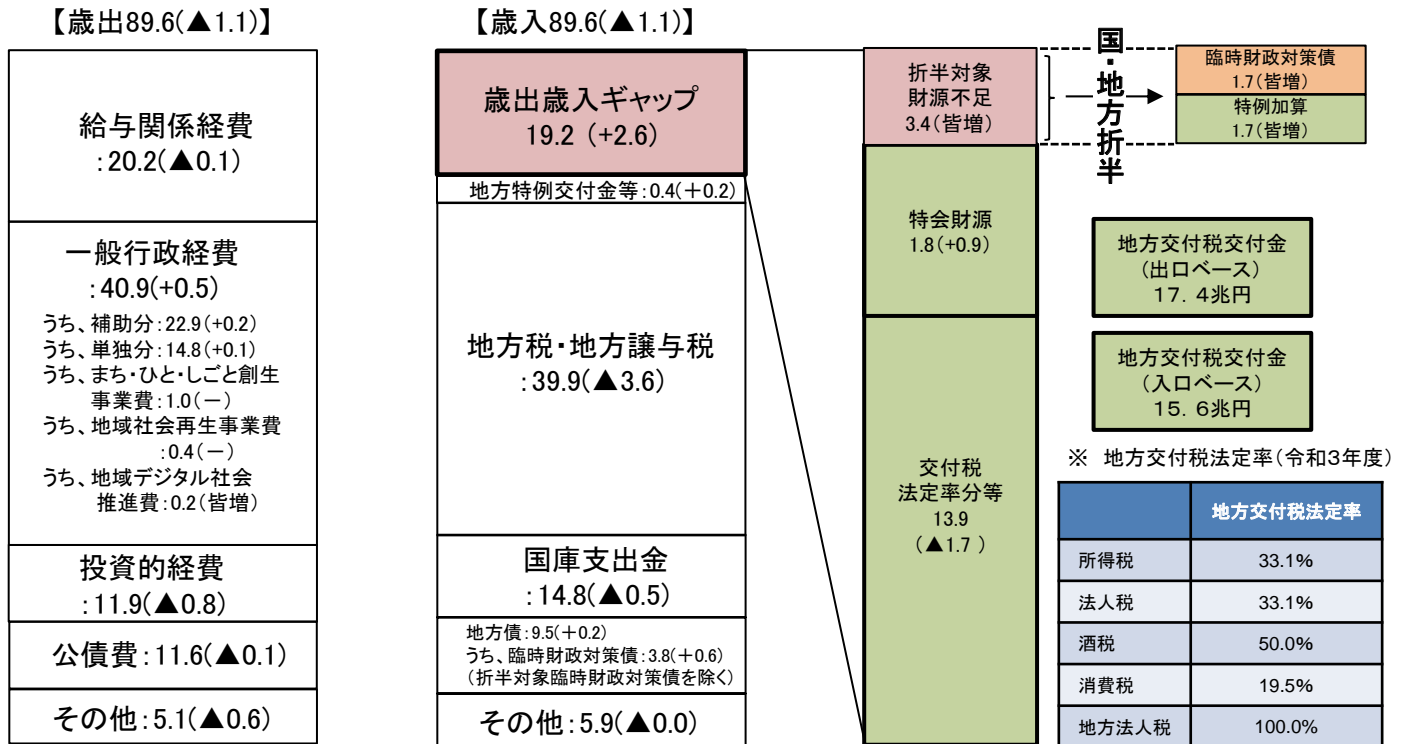 【歳出89.6(▲1.1)】
給与関係経費
:20.2(▲0.1)
一般行政経費
:40.9(+0.5)
うち、補助分:22.9(+0.2)
うち、単独分:14.8(+0.1)
うち、まち・ひと・しごと創生
事業費:1.0(－)
うち、地域社会再生事業費
:0.4(－)
うち、地域デジタル社会
推進費:0.2(皆増)
投資的経費
:11.9(▲0.8)
公債費:11.6(▲0.1)
その他:5.1(▲0.6)
【歳入89.6(▲1.1)】
歳出歳入ギャップ
19.2 (+2.6)
地方特例交付金等:0.4(＋0.2)
地方税・地方譲与税
:39.9(▲3.6)
国庫支出金
:14.8(▲0.5)
地方債:9.5(＋0.2)
うち、臨時財政対策債:3.8(＋0.6)
(折半対象臨時財政対策債を除く)
その他:5.9(▲0.0)
折半対象
財源不足
3.4(皆増)
特会財源
1.8(+0.9)
交付税
法定率分等
13.9
(▲1.7 )
国・地方折半
臨時財政対策債
1.7(皆増)
特例加算
1.7(皆増)
地方交付税交付金
(出口ベース)
１７．４兆円
地方交付税交付金
(入口ベース)
１５．６兆円
※ 地方交付税法定率(令和3年度)
地方交付税法定率
所得税 33.1%
法人税 33.1%
酒税 50.0%
消費税 19.5%
地方法人税 100.0%